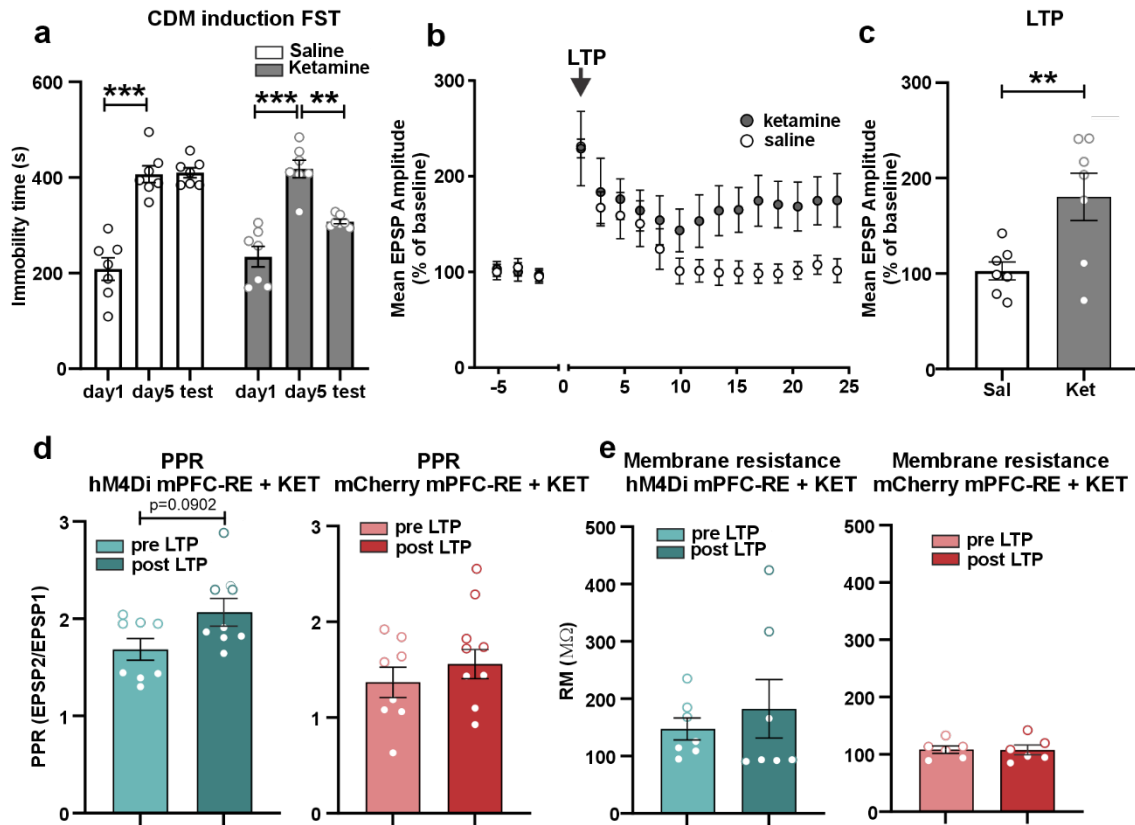 CDM induction FST
LTP
a
b
c
Saline
Ketamine
Immobility time (s)
600
400
200
0
***
***
**
day1 day5 test
day1 day5 test
LTP
Mean EPSP Amplitude
(% of baseline)
300
200
100
0
ketamine
saline
-5 0 5 10 15 20 25
Mean EPSP Amplitude
(% of baseline)
300
200
100
0
**
Sal Ket
d
e
PPR
hM4Di mPFC-RE + KET
p=0.0902
pre LTP
post LTP
PPR (EPSP2/EPSP1)
3
2
1
0
PPR
mCherry mPFC-RE + KET
pre LTP
post LTP
3
2
1
0
Membrane resistance
hM4Di mPFC-RE + KET
pre LTP
post LTP
RM (MΩ)
500
400
300
200
100
0
Membrane resistance
mCherry mPFC-RE + KET
pre LTP
post LTP
500
400
300
200
100
0